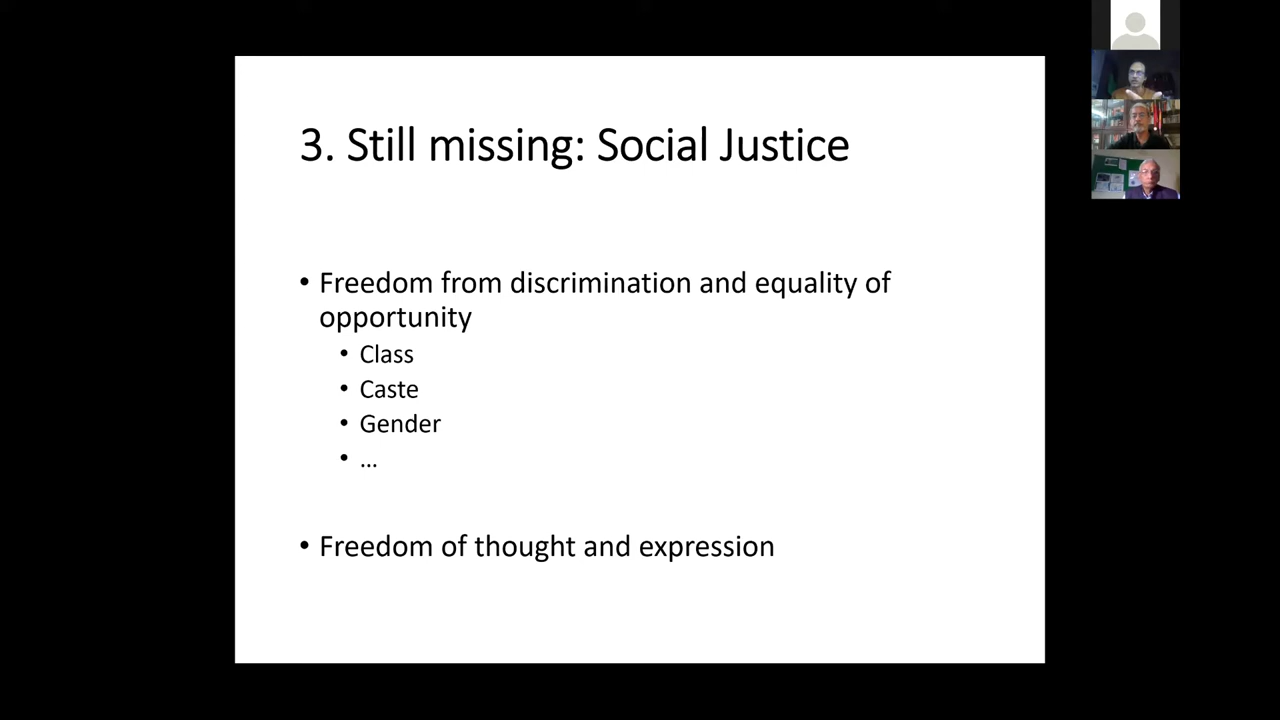 3. Still missing: Social Justice
• Freedom from discrimination and equality of
opportunity
• Class
• Caste
• Gender
• …
• Freedom of thought and expression